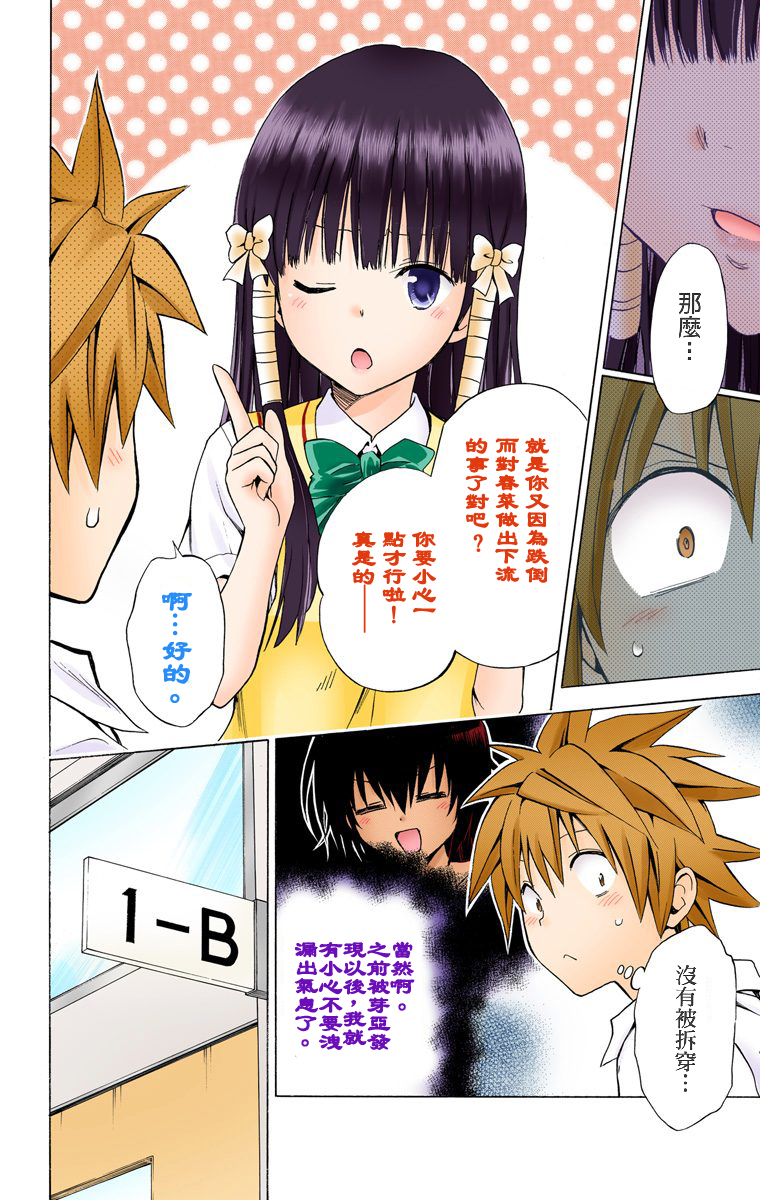 那麼…
就是你又因為跌倒
而對春菜做出下流
的事了對吧？
你要小心一
點才行啦！
真是的——
啊…好的。
沒有被拆穿…
當然啊。
之前被芽亞發
現以後，我就
有小心不要洩
漏出氣息了。
1-B